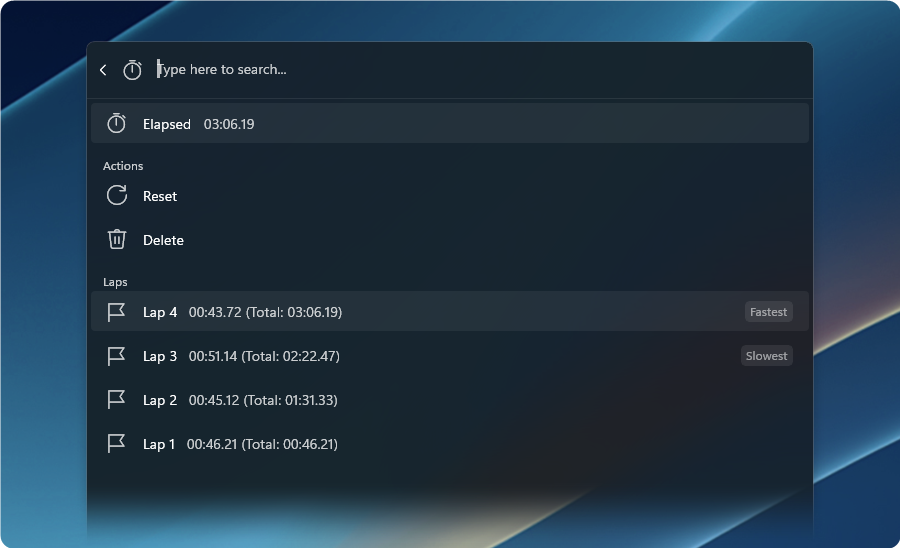 Type here to search...
Elapsed 03:06.19
Actions
Reset
Delete
Laps
Lap 4 00:43.72 (Total: 03:06.19) Fastest
Lap 3 00:51.14 (Total: 02:22.47) Slowest
Lap 2 00:45.12 (Total: 01:31.33)
Lap 1 00:46.21 (Total: 00:46.21)